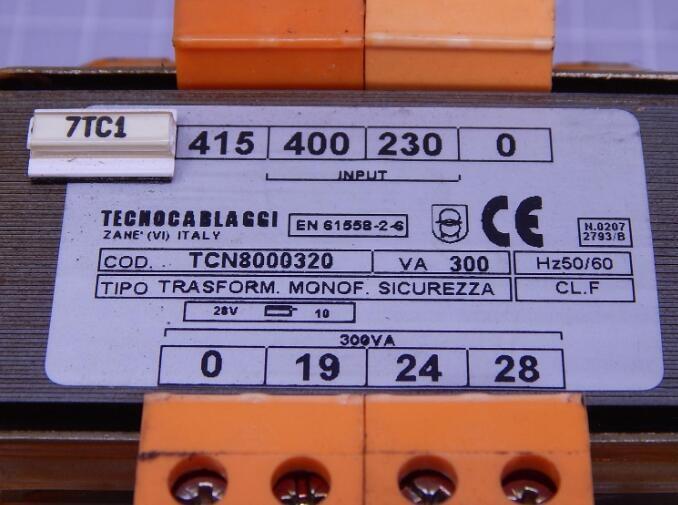 7TC1
415 400 230 0
INPUT
TECNOCABLAGGI
ZANE' (VI) ITALY
EN 61558-2-6
CE
N.0207
2793/B
COD. TCN8000320 VA 300 Hz50/60
TIPO TRASFORM. MONOF. SICUREZZA CL.F
28V 10
300VA
0 19 24 28